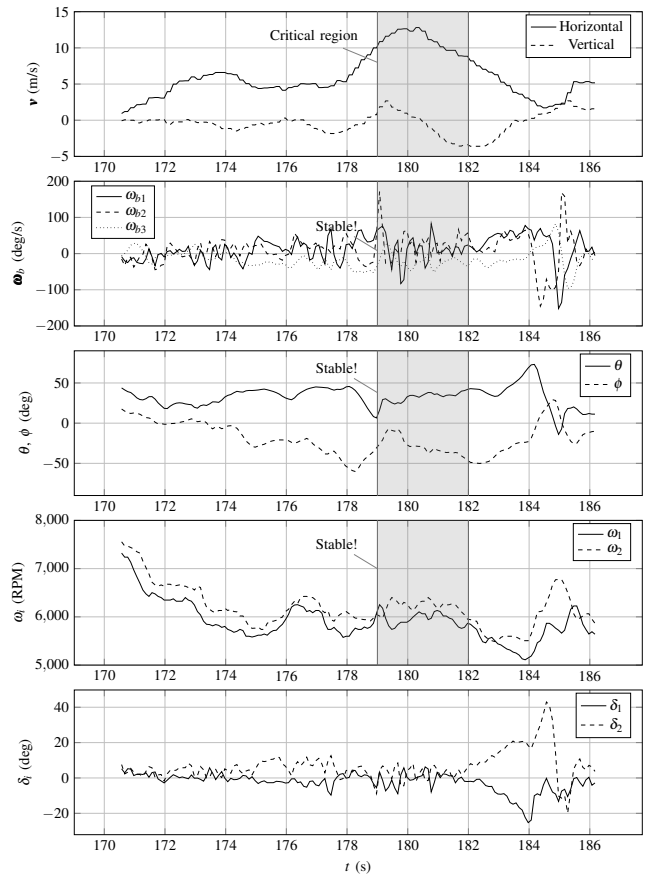 15
10
5
0
−5
v (m/s)
Critical region
Horizontal
Vertical
170 172 174 176 178 180 182 184 186
200
100
0
−100
−200
ω_b (deg/s)
ω_b1
ω_b2
ω_b3
Stable!
170 172 174 176 178 180 182 184 186
50
0
−50
θ, ϕ (deg)
Stable!
θ
ϕ
170 172 174 176 178 180 182 184 186
8,000
7,000
6,000
5,000
ω_i (RPM)
Stable!
ω_1
ω_2
170 172 174 176 178 180 182 184 186
40
20
0
−20
δ_i (deg)
δ_1
δ_2
170 172 174 176 178 180 182 184 186
t (s)